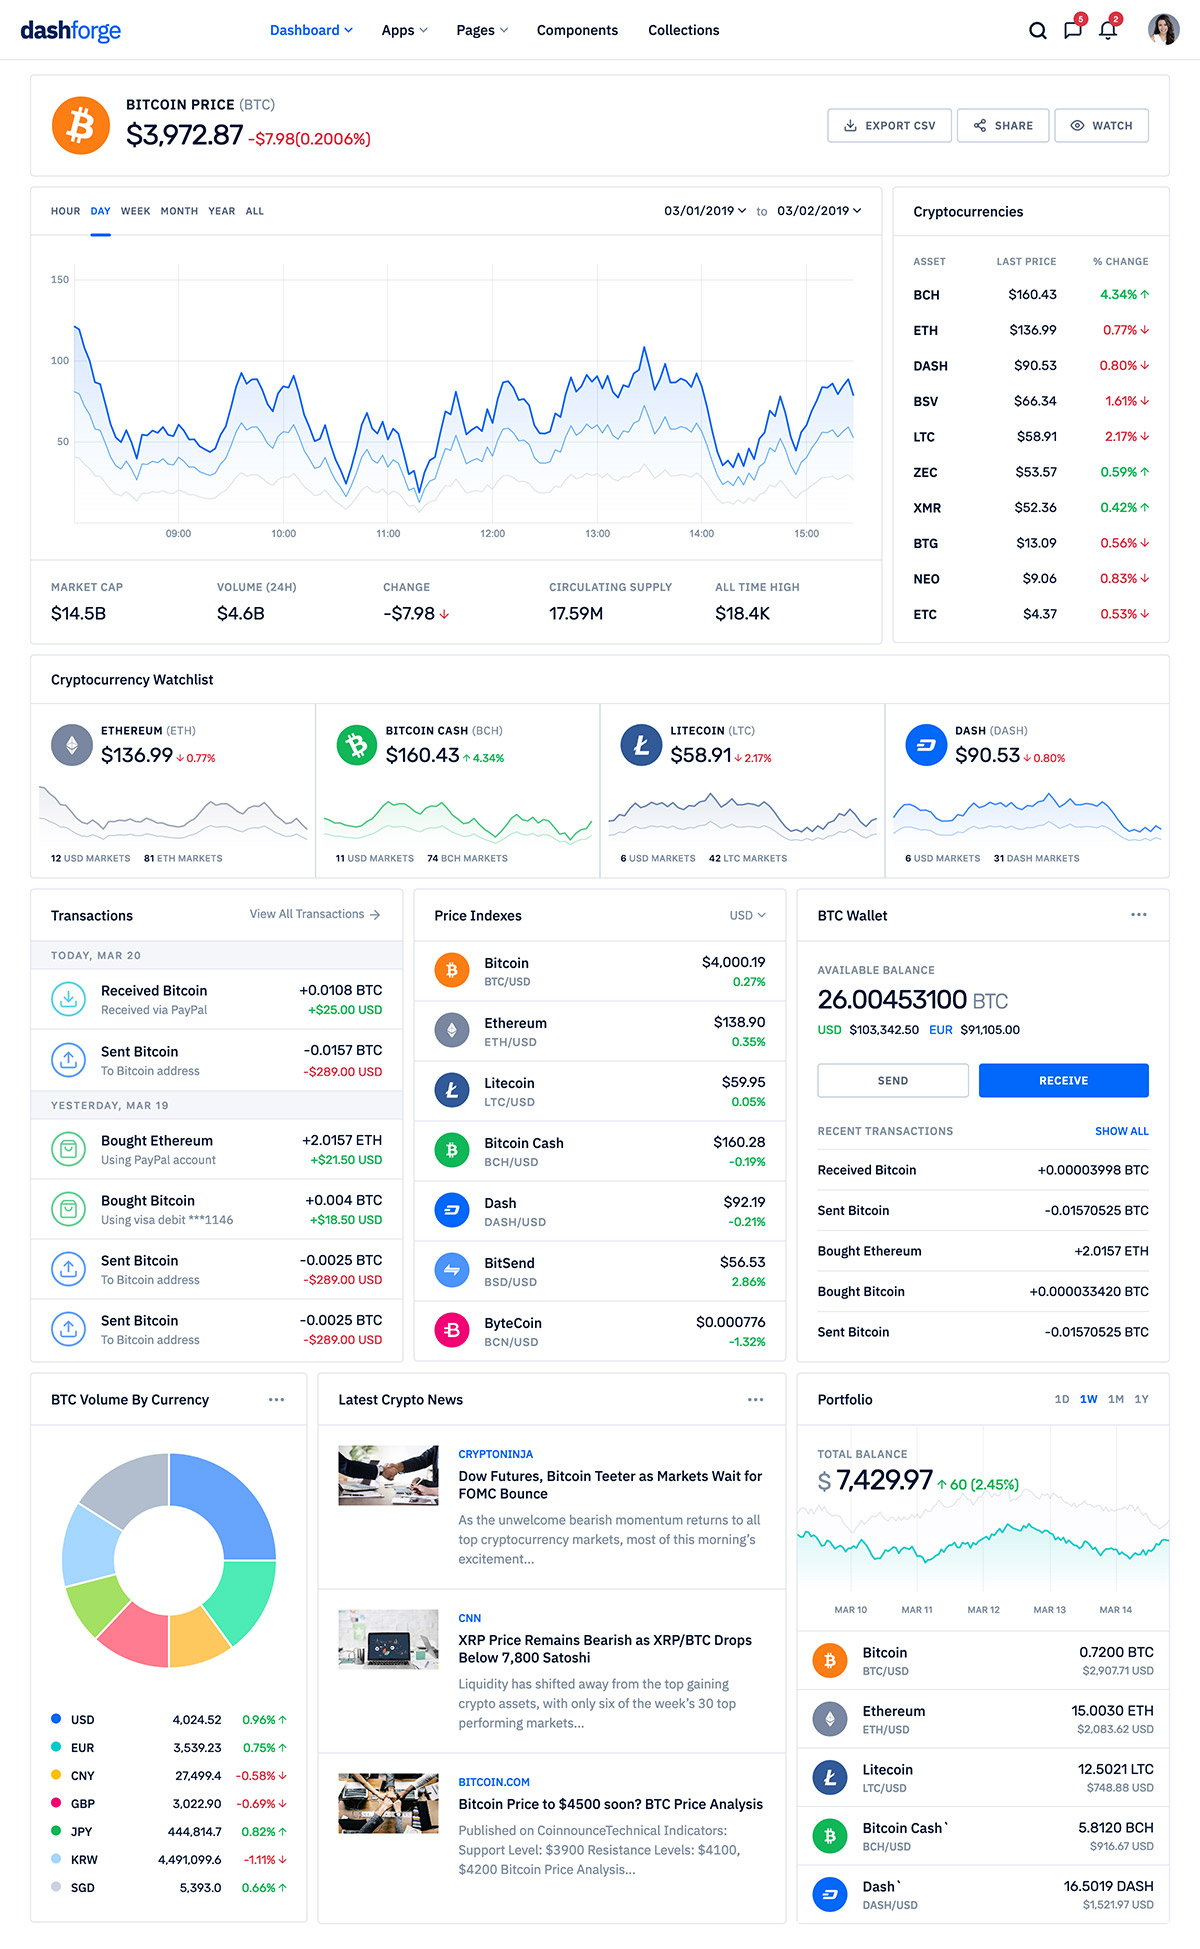 dashforge Dashboard Apps Pages Components Collections 5 2
BITCOIN PRICE (BTC)
$3,972.87 -$7.98(0.2006%)
EXPORT CSV SHARE WATCH
HOUR DAY WEEK MONTH YEAR ALL 03/01/2019 to 03/02/2019
150
100
50
09:00 10:00 11:00 12:00 13:00 14:00 15:00
MARKET CAP VOLUME (24H) CHANGE CIRCULATING SUPPLY ALL TIME HIGH
$14.5B $4.6B -$7.98 ↓ 17.59M $18.4K
Cryptocurrencies
ASSET LAST PRICE % CHANGE
BCH $160.43 4.34% ↑
ETH $136.99 0.77% ↓
DASH $90.53 0.80% ↓
BSV $66.34 1.61% ↓
LTC $58.91 2.17% ↓
ZEC $53.57 0.59% ↑
XMR $52.36 0.42% ↑
BTG $13.09 0.56% ↓
NEO $9.06 0.83% ↓
ETC $4.37 0.53% ↓
Cryptocurrency Watchlist
ETHEREUM (ETH)
$136.99 ↓ 0.77%
12 USD MARKETS 81 ETH MARKETS
BITCOIN CASH (BCH)
$160.43 ↑ 4.34%
11 USD MARKETS 74 BCH MARKETS
LITECOIN (LTC)
$58.91 ↓ 2.17%
6 USD MARKETS 42 LTC MARKETS
DASH (DASH)
$90.53 ↓ 0.80%
6 USD MARKETS 31 DASH MARKETS
Transactions View All Transactions →
TODAY, MAR 20
Received Bitcoin +0.0108 BTC
Received via PayPal +$25.00 USD
Sent Bitcoin -0.0157 BTC
To Bitcoin address -$289.00 USD
YESTERDAY, MAR 19
Bought Ethereum +2.0157 ETH
Using PayPal account +$21.50 USD
Bought Bitcoin +0.004 BTC
Using visa debit ***1146 +$18.50 USD
Sent Bitcoin -0.0025 BTC
To Bitcoin address -$289.00 USD
Sent Bitcoin -0.0025 BTC
To Bitcoin address -$289.00 USD
Price Indexes USD
Bitcoin $4,000.19
BTC/USD 0.27%
Ethereum $138.90
ETH/USD 0.35%
Litecoin $59.95
LTC/USD 0.05%
Bitcoin Cash $160.28
BCH/USD -0.19%
Dash $92.19
DASH/USD -0.21%
BitSend $56.53
BSD/USD 2.86%
ByteCoin $0.000776
BCN/USD -1.32%
BTC Wallet
AVAILABLE BALANCE
26.00453100 BTC
USD $103,342.50 EUR $91,105.00
SEND RECEIVE
RECENT TRANSACTIONS SHOW ALL
Received Bitcoin +0.00003998 BTC
Sent Bitcoin -0.01570525 BTC
Bought Ethereum +2.0157 ETH
Bought Bitcoin +0.000033420 BTC
Sent Bitcoin -0.01570525 BTC
BTC Volume By Currency
USD 4,024.52 0.96% ↑
EUR 3,539.23 0.75% ↑
CNY 27,499.4 -0.58% ↓
GBP 3,022.90 -0.69% ↓
JPY 444,814.7 0.82% ↑
KRW 4,491,099.6 -1.11% ↓
SGD 5,393.0 0.66% ↑
Latest Crypto News
CRYPTONINJA
Dow Futures, Bitcoin Teeter as Markets Wait for
FOMC Bounce
As the unwelcome bearish momentum returns to all
top cryptocurrency markets, most of this morning's
excitement...
CNN
XRP Price Remains Bearish as XRP/BTC Drops
Below 7,800 Satoshi
Liquidity has shifted away from the top gaining
crypto assets, with only six of the week's 30 top
performing markets...
BITCOIN.COM
Bitcoin Price to $4500 soon? BTC Price Analysis
Published on CoinnounceTechnical Indicators:
Support Level: $3900 Resistance Levels: $4100,
$4200 Bitcoin Price Analysis...
Portfolio 1D 1W 1M 1Y
TOTAL BALANCE
$ 7,429.97 ↑ 60 (2.45%)
MAR 10 MAR 11 MAR 12 MAR 13 MAR 14
Bitcoin 0.7200 BTC
BTC/USD $2,907.71 USD
Ethereum 15.0030 ETH
ETH/USD $2,083.62 USD
Litecoin 12.5021 LTC
LTC/USD $748.88 USD
Bitcoin Cash` 5.8120 BCH
BCH/USD $916.67 USD
Dash` 16.5019 DASH
DASH/USD $1,521.97 USD